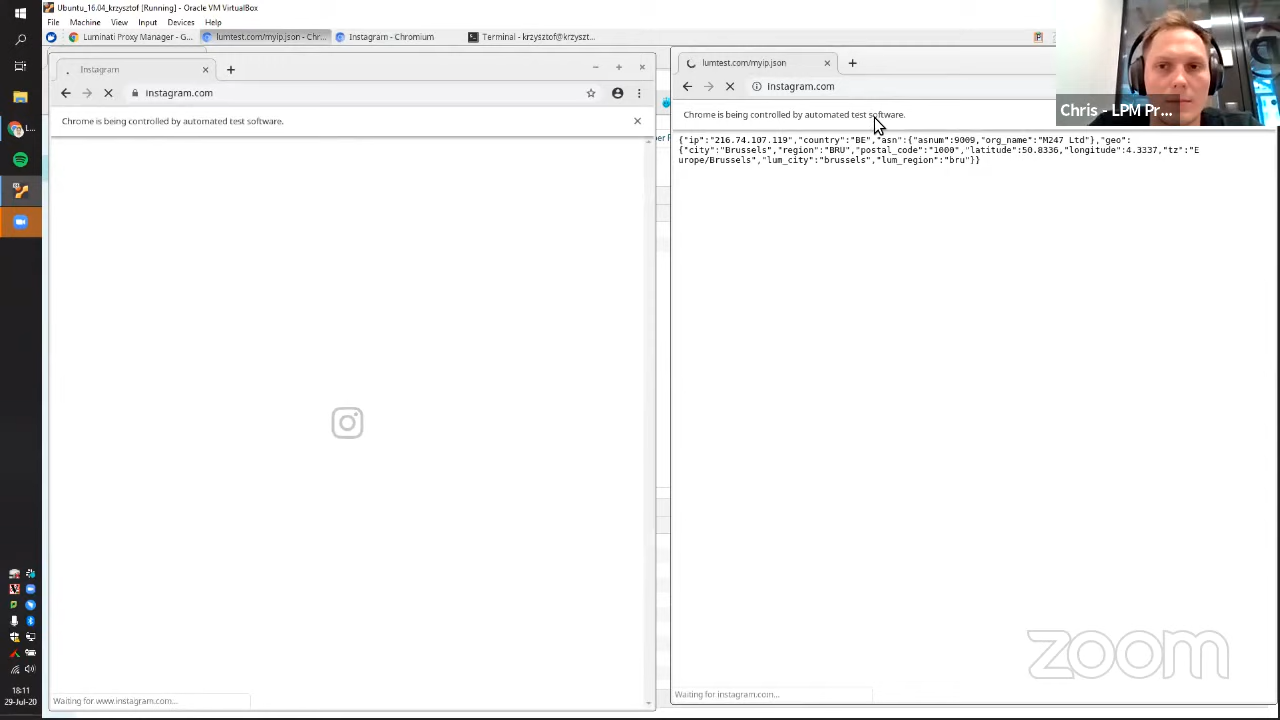 Ubuntu_16.04_krzysztof [Running] - Oracle VM VirtualBox
File Machine View Input Devices Help
Luminati Proxy Manager - G...
lumtest.com/myip.json - Chr...
Instagram - Chromium
Terminal - krzysztof@krzyszt...
Instagram
instagram.com
Chrome is being controlled by automated test software.
Waiting for www.instagram.com...
lumtest.com/myip.json
instagram.com
Chrome is being controlled by automated test software.
{"ip":"216.74.107.119","country":"BE","asn":{"asnum":9009,"org_name":"M247 Ltd"},"geo":
{"city":"Brussels","region":"BRU","postal_code":"1000","latitude":50.8336,"longitude":4.3337,"tz":"E
urope/Brussels","lum_city":"brussels","lum_region":"bru"}}
Waiting for instagram.com...
Chris - LPM Pr...
zoom
18:11
29-Jul-20